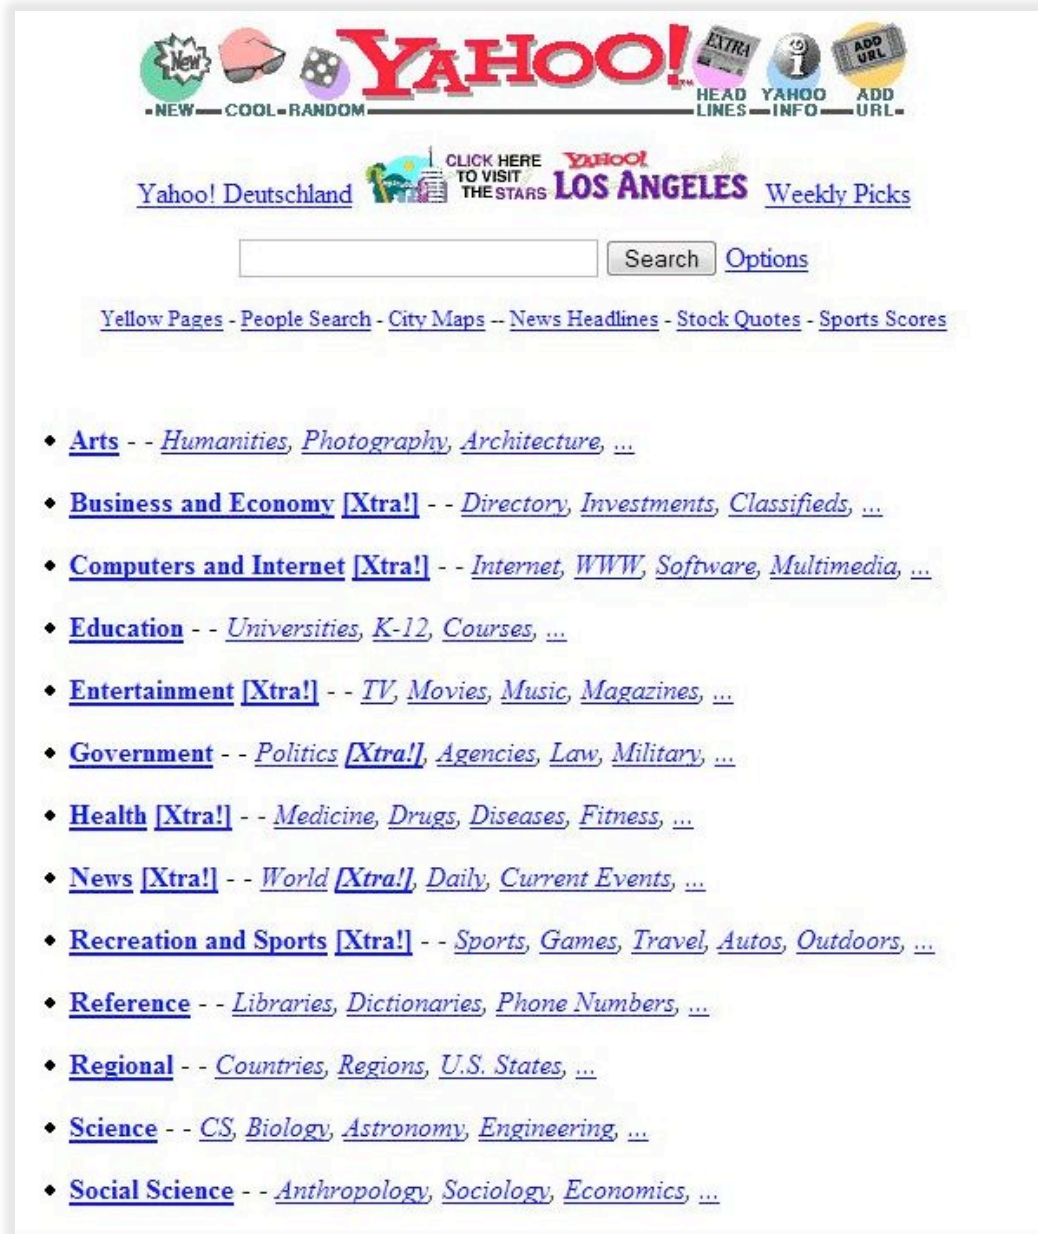 New EXTRA i ADD URL
YAHOO!™
NEW COOL RANDOM HEAD LINES YAHOO INFO ADD URL
Yahoo! Deutschland CLICK HERE TO VISIT THE STARS YAHOO! LOS ANGELES Weekly Picks
Search Options
Yellow Pages - People Search - City Maps -- News Headlines - Stock Quotes - Sports Scores
Arts - - Humanities, Photography, Architecture, ...
Business and Economy [Xtra!] - - Directory, Investments, Classifieds, ...
Computers and Internet [Xtra!] - - Internet, WWW, Software, Multimedia, ...
Education - - Universities, K-12, Courses, ...
Entertainment [Xtra!] - - TV, Movies, Music, Magazines, ...
Government - - Politics [Xtra!], Agencies, Law, Military, ...
Health [Xtra!] - - Medicine, Drugs, Diseases, Fitness, ...
News [Xtra!] - - World [Xtra!], Daily, Current Events, ...
Recreation and Sports [Xtra!] - - Sports, Games, Travel, Autos, Outdoors, ...
Reference - - Libraries, Dictionaries, Phone Numbers, ...
Regional - - Countries, Regions, U.S. States, ...
Science - - CS, Biology, Astronomy, Engineering, ...
Social Science - - Anthropology, Sociology, Economics, ...